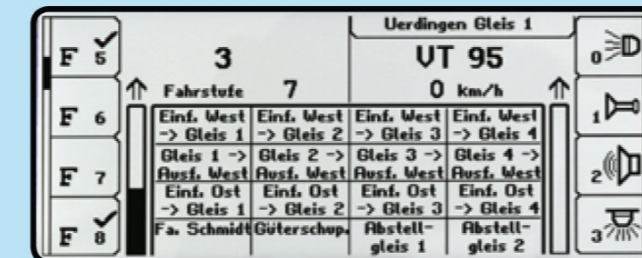 Uerdingen Gleis 1
F 5
3
VT 95
0
Fahrstufe 7
0 km/h
F 6
Einf. West Einf. West Einf. West Einf. West
-> Gleis 1 -> Gleis 2 -> Gleis 3 -> Gleis 4
1
Gleis 1 -> Gleis 2 -> Gleis 3 -> Gleis 4 ->
F 7
Ausf. West Ausf. West Ausf. West Ausf. West
2
Einf. Ost Einf. Ost Einf. Ost Einf. Ost
-> Gleis 1 -> Gleis 2 -> Gleis 3 -> Gleis 4
F 8
Fa. Schmidt Güterschup. Abstell- Abstell-
gleis 1 gleis 2
3